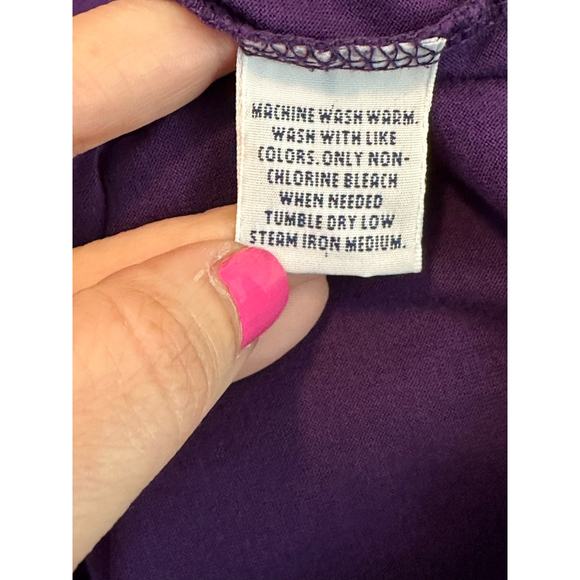 MACHINE WASH WARM.
WASH WITH LIKE
COLORS. ONLY NON-
CHLORINE BLEACH
WHEN NEEDED
TUMBLE DRY LOW
STEAM IRON MEDIUM.